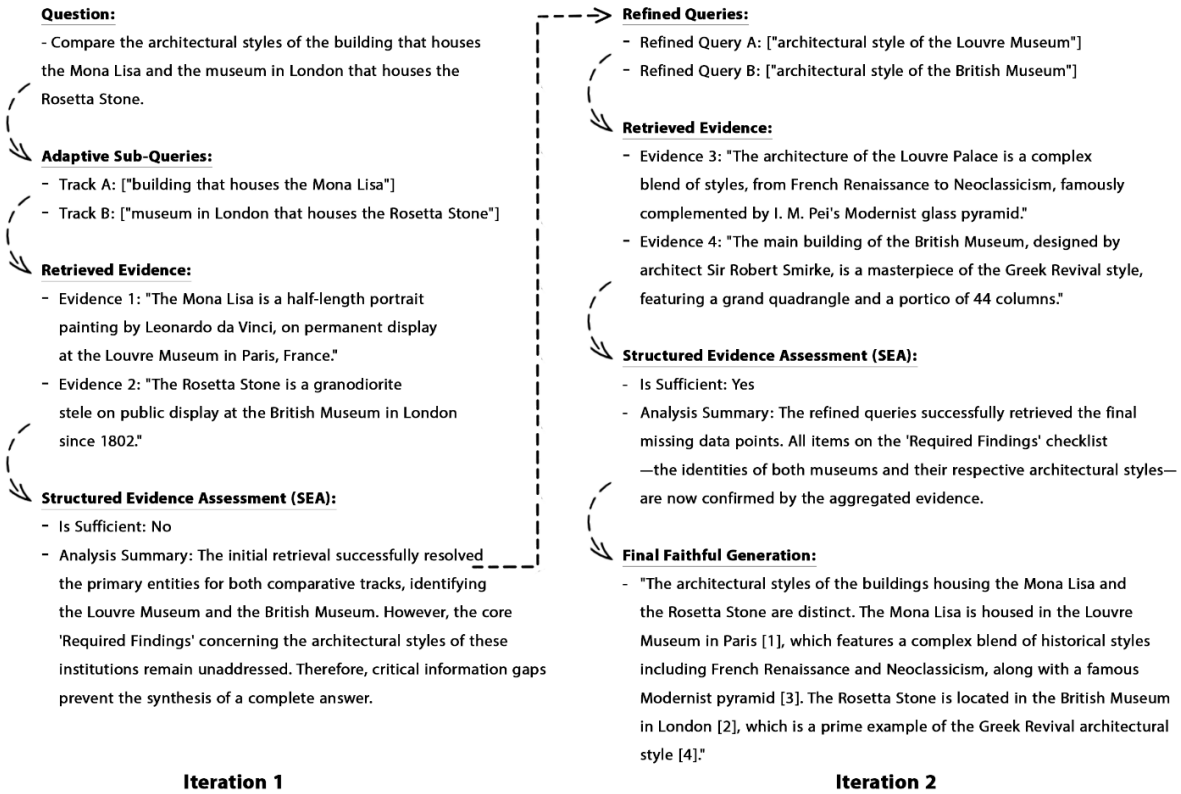 Question:
- Compare the architectural styles of the building that houses
the Mona Lisa and the museum in London that houses the
Rosetta Stone.
Adaptive Sub-Queries:
- Track A: ["building that houses the Mona Lisa"]
- Track B: ["museum in London that houses the Rosetta Stone"]
Retrieved Evidence:
- Evidence 1: "The Mona Lisa is a half-length portrait
painting by Leonardo da Vinci, on permanent display
at the Louvre Museum in Paris, France."
- Evidence 2: "The Rosetta Stone is a granodiorite
stele on public display at the British Museum in London
since 1802."
Structured Evidence Assessment (SEA):
- Is Sufficient: No
- Analysis Summary: The initial retrieval successfully resolved
the primary entities for both comparative tracks, identifying
the Louvre Museum and the British Museum. However, the core
'Required Findings' concerning the architectural styles of these
institutions remain unaddressed. Therefore, critical information gaps
prevent the synthesis of a complete answer.
Iteration 1
Refined Queries:
- Refined Query A: ["architectural style of the Louvre Museum"]
- Refined Query B: ["architectural style of the British Museum"]
Retrieved Evidence:
- Evidence 3: "The architecture of the Louvre Palace is a complex
blend of styles, from French Renaissance to Neoclassicism, famously
complemented by I. M. Pei's Modernist glass pyramid."
- Evidence 4: "The main building of the British Museum, designed by
architect Sir Robert Smirke, is a masterpiece of the Greek Revival style,
featuring a grand quadrangle and a portico of 44 columns."
Structured Evidence Assessment (SEA):
- Is Sufficient: Yes
- Analysis Summary: The refined queries successfully retrieved the final
missing data points. All items on the 'Required Findings' checklist
—the identities of both museums and their respective architectural styles—
are now confirmed by the aggregated evidence.
Final Faithful Generation:
- "The architectural styles of the buildings housing the Mona Lisa and
the Rosetta Stone are distinct. The Mona Lisa is housed in the Louvre
Museum in Paris [1], which features a complex blend of historical styles
including French Renaissance and Neoclassicism, along with a famous
Modernist pyramid [3]. The Rosetta Stone is located in the British Museum
in London [2], which is a prime example of the Greek Revival architectural
style [4]."
Iteration 2